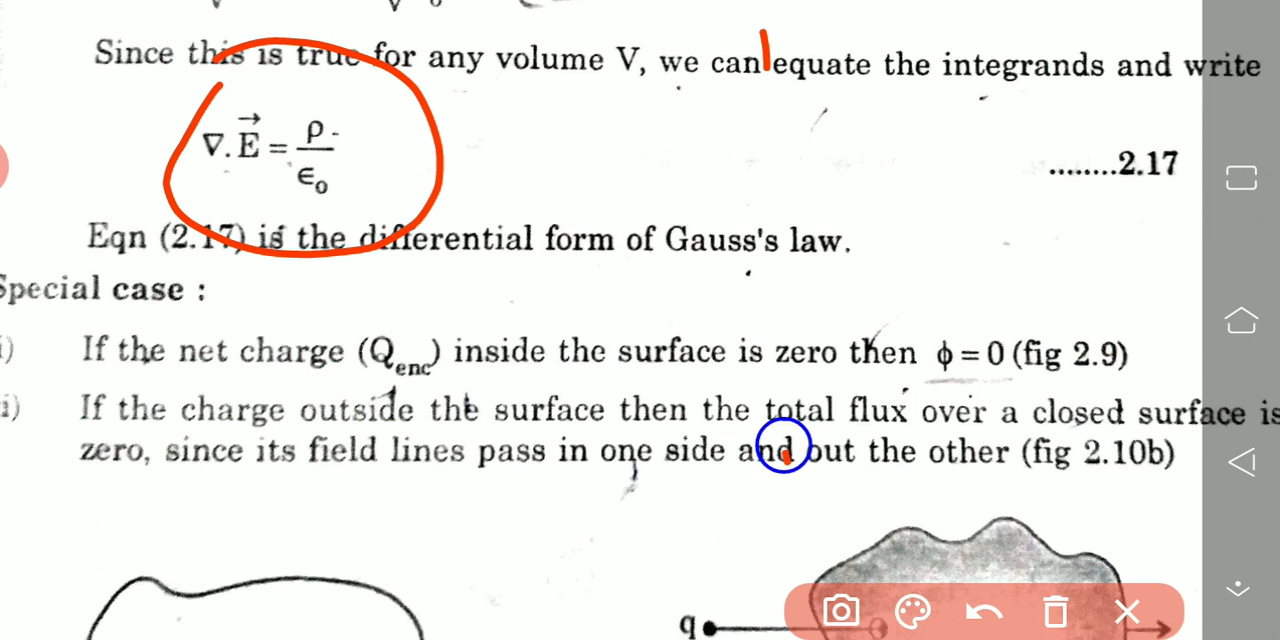 Since this is true for any volume V, we can equate the integrands and write
∇.E⃗ = ρ/ϵ₀ ........2.17
Eqn (2.17) is the differential form of Gauss's law.
Special case :
i) If the net charge (Qenc) inside the surface is zero then ϕ = 0 (fig 2.9)
i) If the charge outside the surface then the total flux over a closed surface is
zero, since its field lines pass in one side and out the other (fig 2.10b)
q